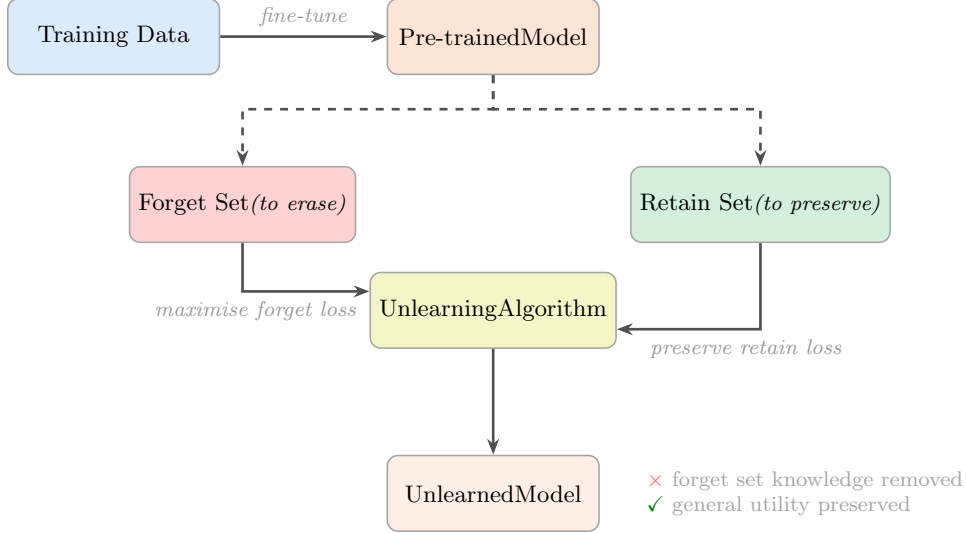 Training Data
fine-tune
Pre-trainedModel
Forget Set(to erase)
Retain Set(to preserve)
maximise forget loss
UnlearningAlgorithm
preserve retain loss
UnlearnedModel
× forget set knowledge removed
✓ general utility preserved